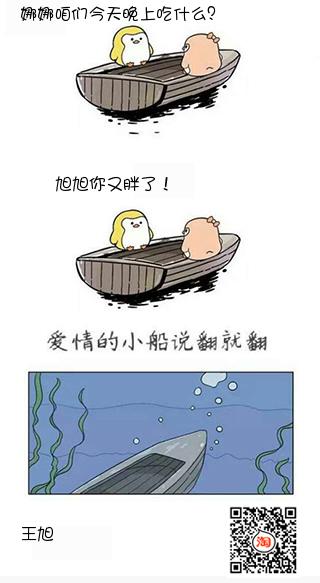 娜娜咱们今天晚上吃什么?
旭旭你又胖了!
爱情的小船说翻就翻
王旭
淘